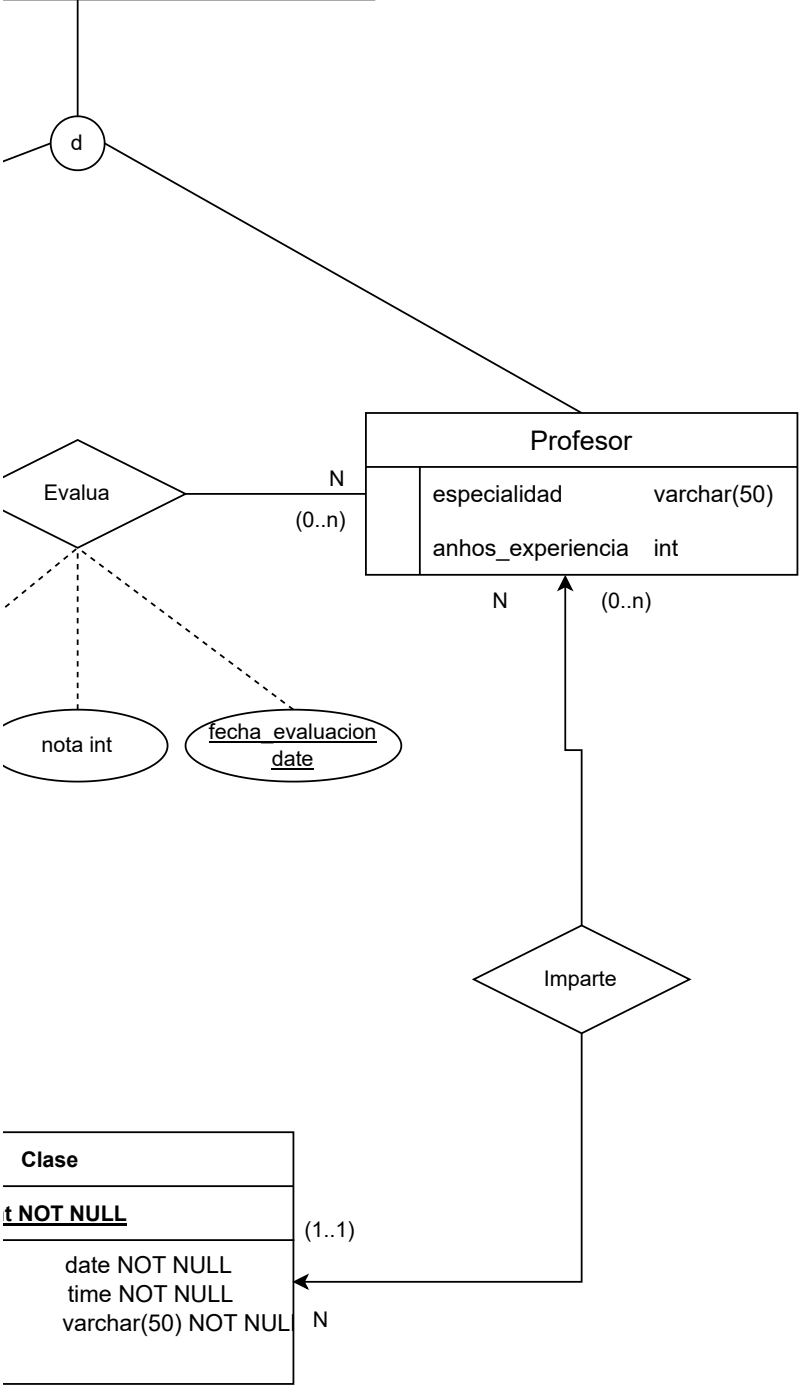 d
Profesor
Evalua
N
especialidad varchar(50)
(0..n)
anhos_experiencia int
N (0..n)
nota int
fecha_evaluacion
date
Imparte
Clase
NOT NULL
(1..1)
date NOT NULL
time NOT NULL
varchar(50) NOT
N